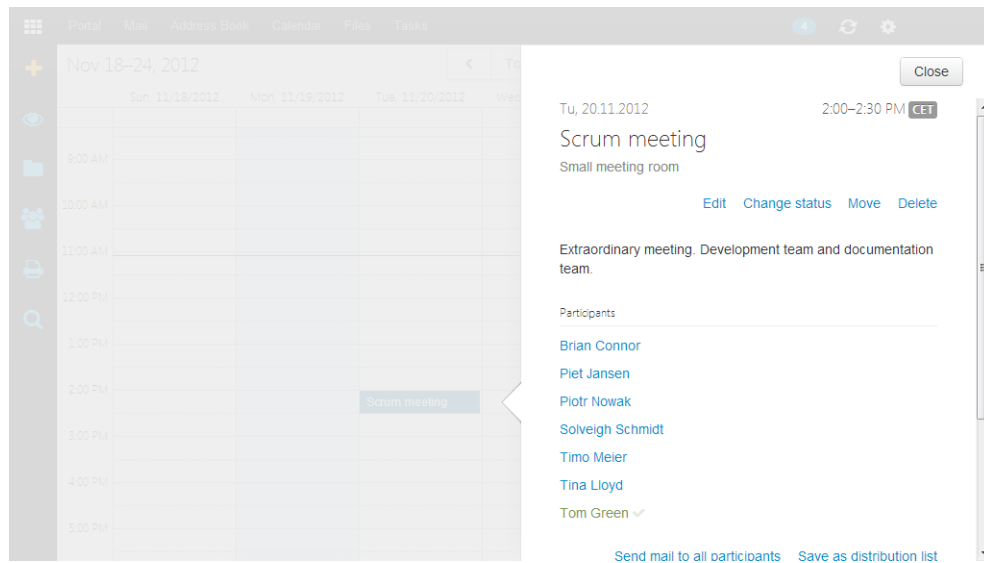 Portal Mail Address Book Calendar Files Tasks 4
Nov 18–24, 2012
Sun, 11/18/2012 Mon, 11/19/2012 Tue, 11/20/2012
9:00 AM
10:00 AM
11:00 AM
12:00 PM
1:00 PM
2:00 PM
Scrum meeting
3:00 PM
4:00 PM
5:00 PM
Close
Tu, 20.11.2012 2:00–2:30 PM CET
Scrum meeting
Small meeting room
Edit Change status Move Delete
Extraordinary meeting. Development team and documentation
team.
Participants
Brian Connor
Piet Jansen
Piotr Nowak
Solveigh Schmidt
Timo Meier
Tina Lloyd
Tom Green
Send mail to all participants Save as distribution list